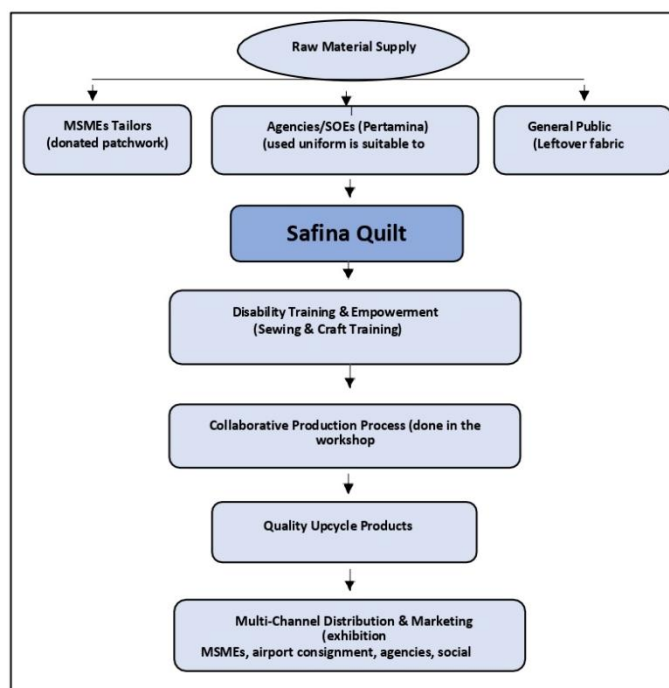 Raw Material Supply
MSMEs Tailors
(donated patchwork)
Agencies/SOEs (Pertamina)
(used uniform is suitable to
General Public
(Leftover fabric
Safina Quilt
Disability Training & Empowerment
(Sewing & Craft Training)
Collaborative Production Process (done in the
workshop
Quality Upcycle Products
Multi-Channel Distribution & Marketing
(exhibition
MSMEs, airport consignment, agencies, social